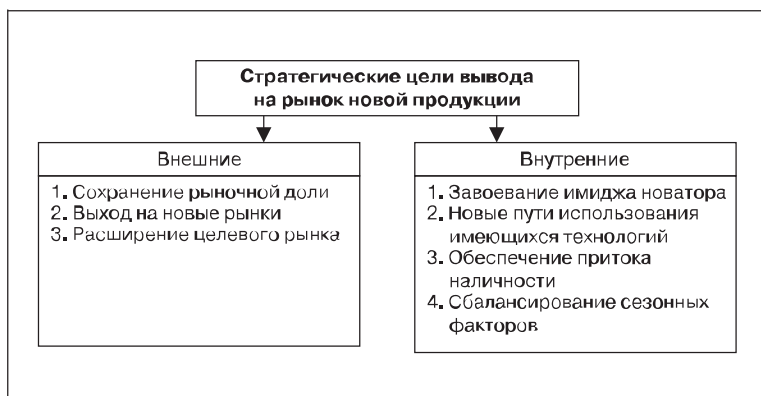 Стратегические цели вывода
на рынок новой продукции
Внешние
1. Сохранение рыночной доли
2. Выход на новые рынки
3. Расширение целевого рынка
Внутренние
1. Завоевание имиджа новатора
2. Новые пути использования
имеющихся технологий
3. Обеспечение притока
наличности
4. Сбалансирование сезонных
факторов